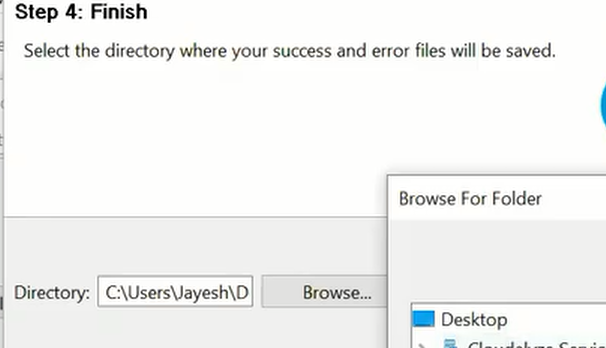 Step 4: Finish
Select the directory where your success and error files will be saved.
Browse For Folder
Directory: C:\Users\Jayesh\D Browse...
Desktop